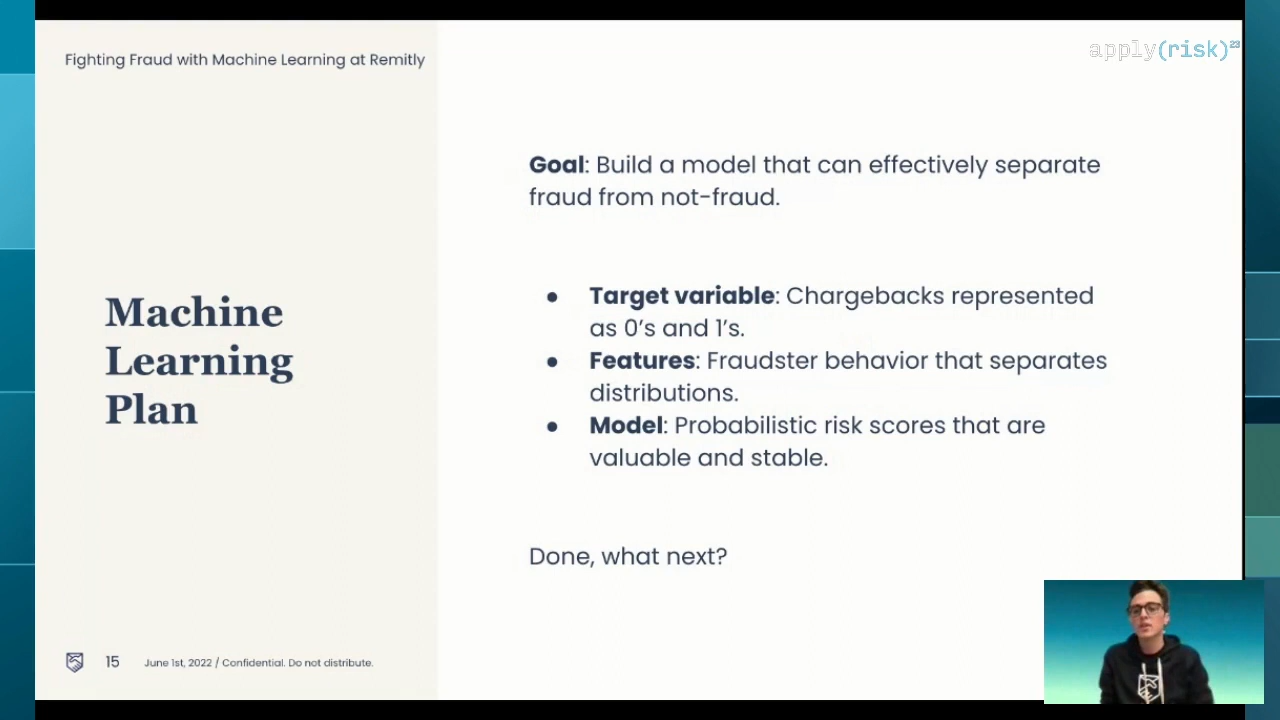 Fighting Fraud with Machine Learning at Remitly
apply(risk)²³
Goal: Build a model that can effectively separate
fraud from not-fraud.
Machine
Learning
Plan
● Target variable: Chargebacks represented
as 0's and 1's.
● Features: Fraudster behavior that separates
distributions.
● Model: Probabilistic risk scores that are
valuable and stable.
Done, what next?
15
June 1st, 2022 / Confidential. Do not distribute.